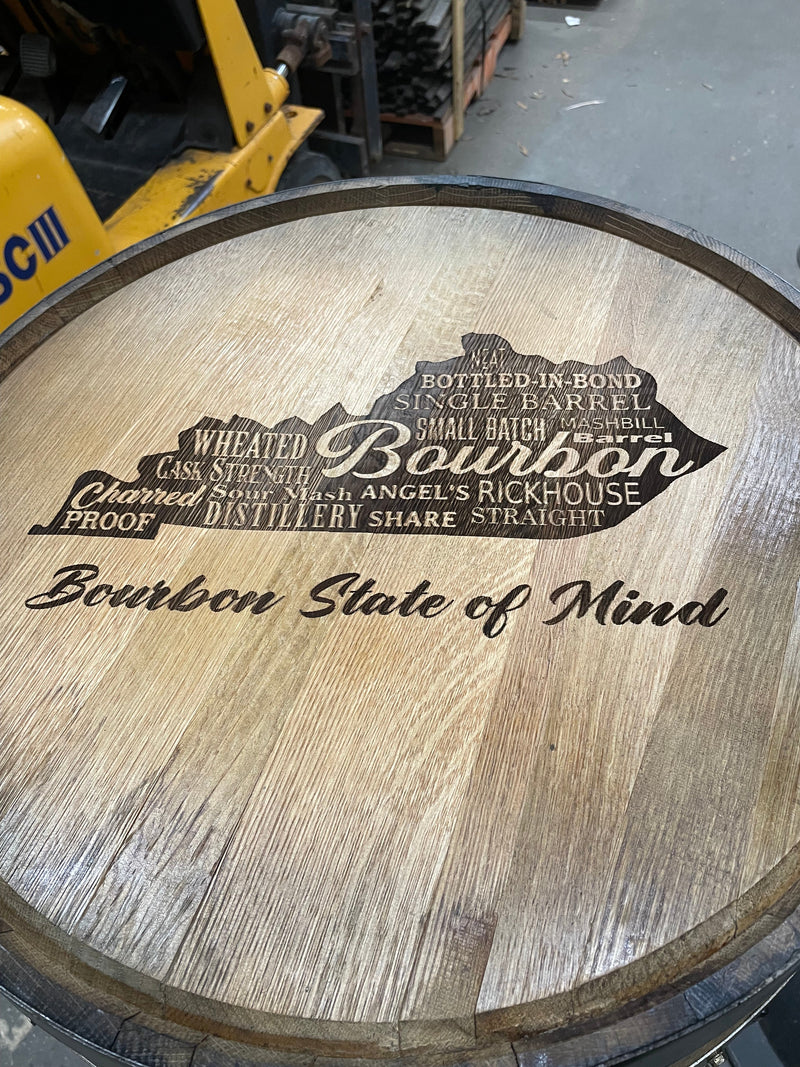 SCIII
NEAT
BOTTLED-IN-BOND
SINGLE BARREL
WHEATED
SMALL BATCH
MASHBILL
Barrel
Bourbon
CASK STRENGTH
Charred
Sour Mash
ANGEL'S
RICKHOUSE
PROOF
DISTILLERY
SHARE
STRAIGHT
Bourbon State of Mind